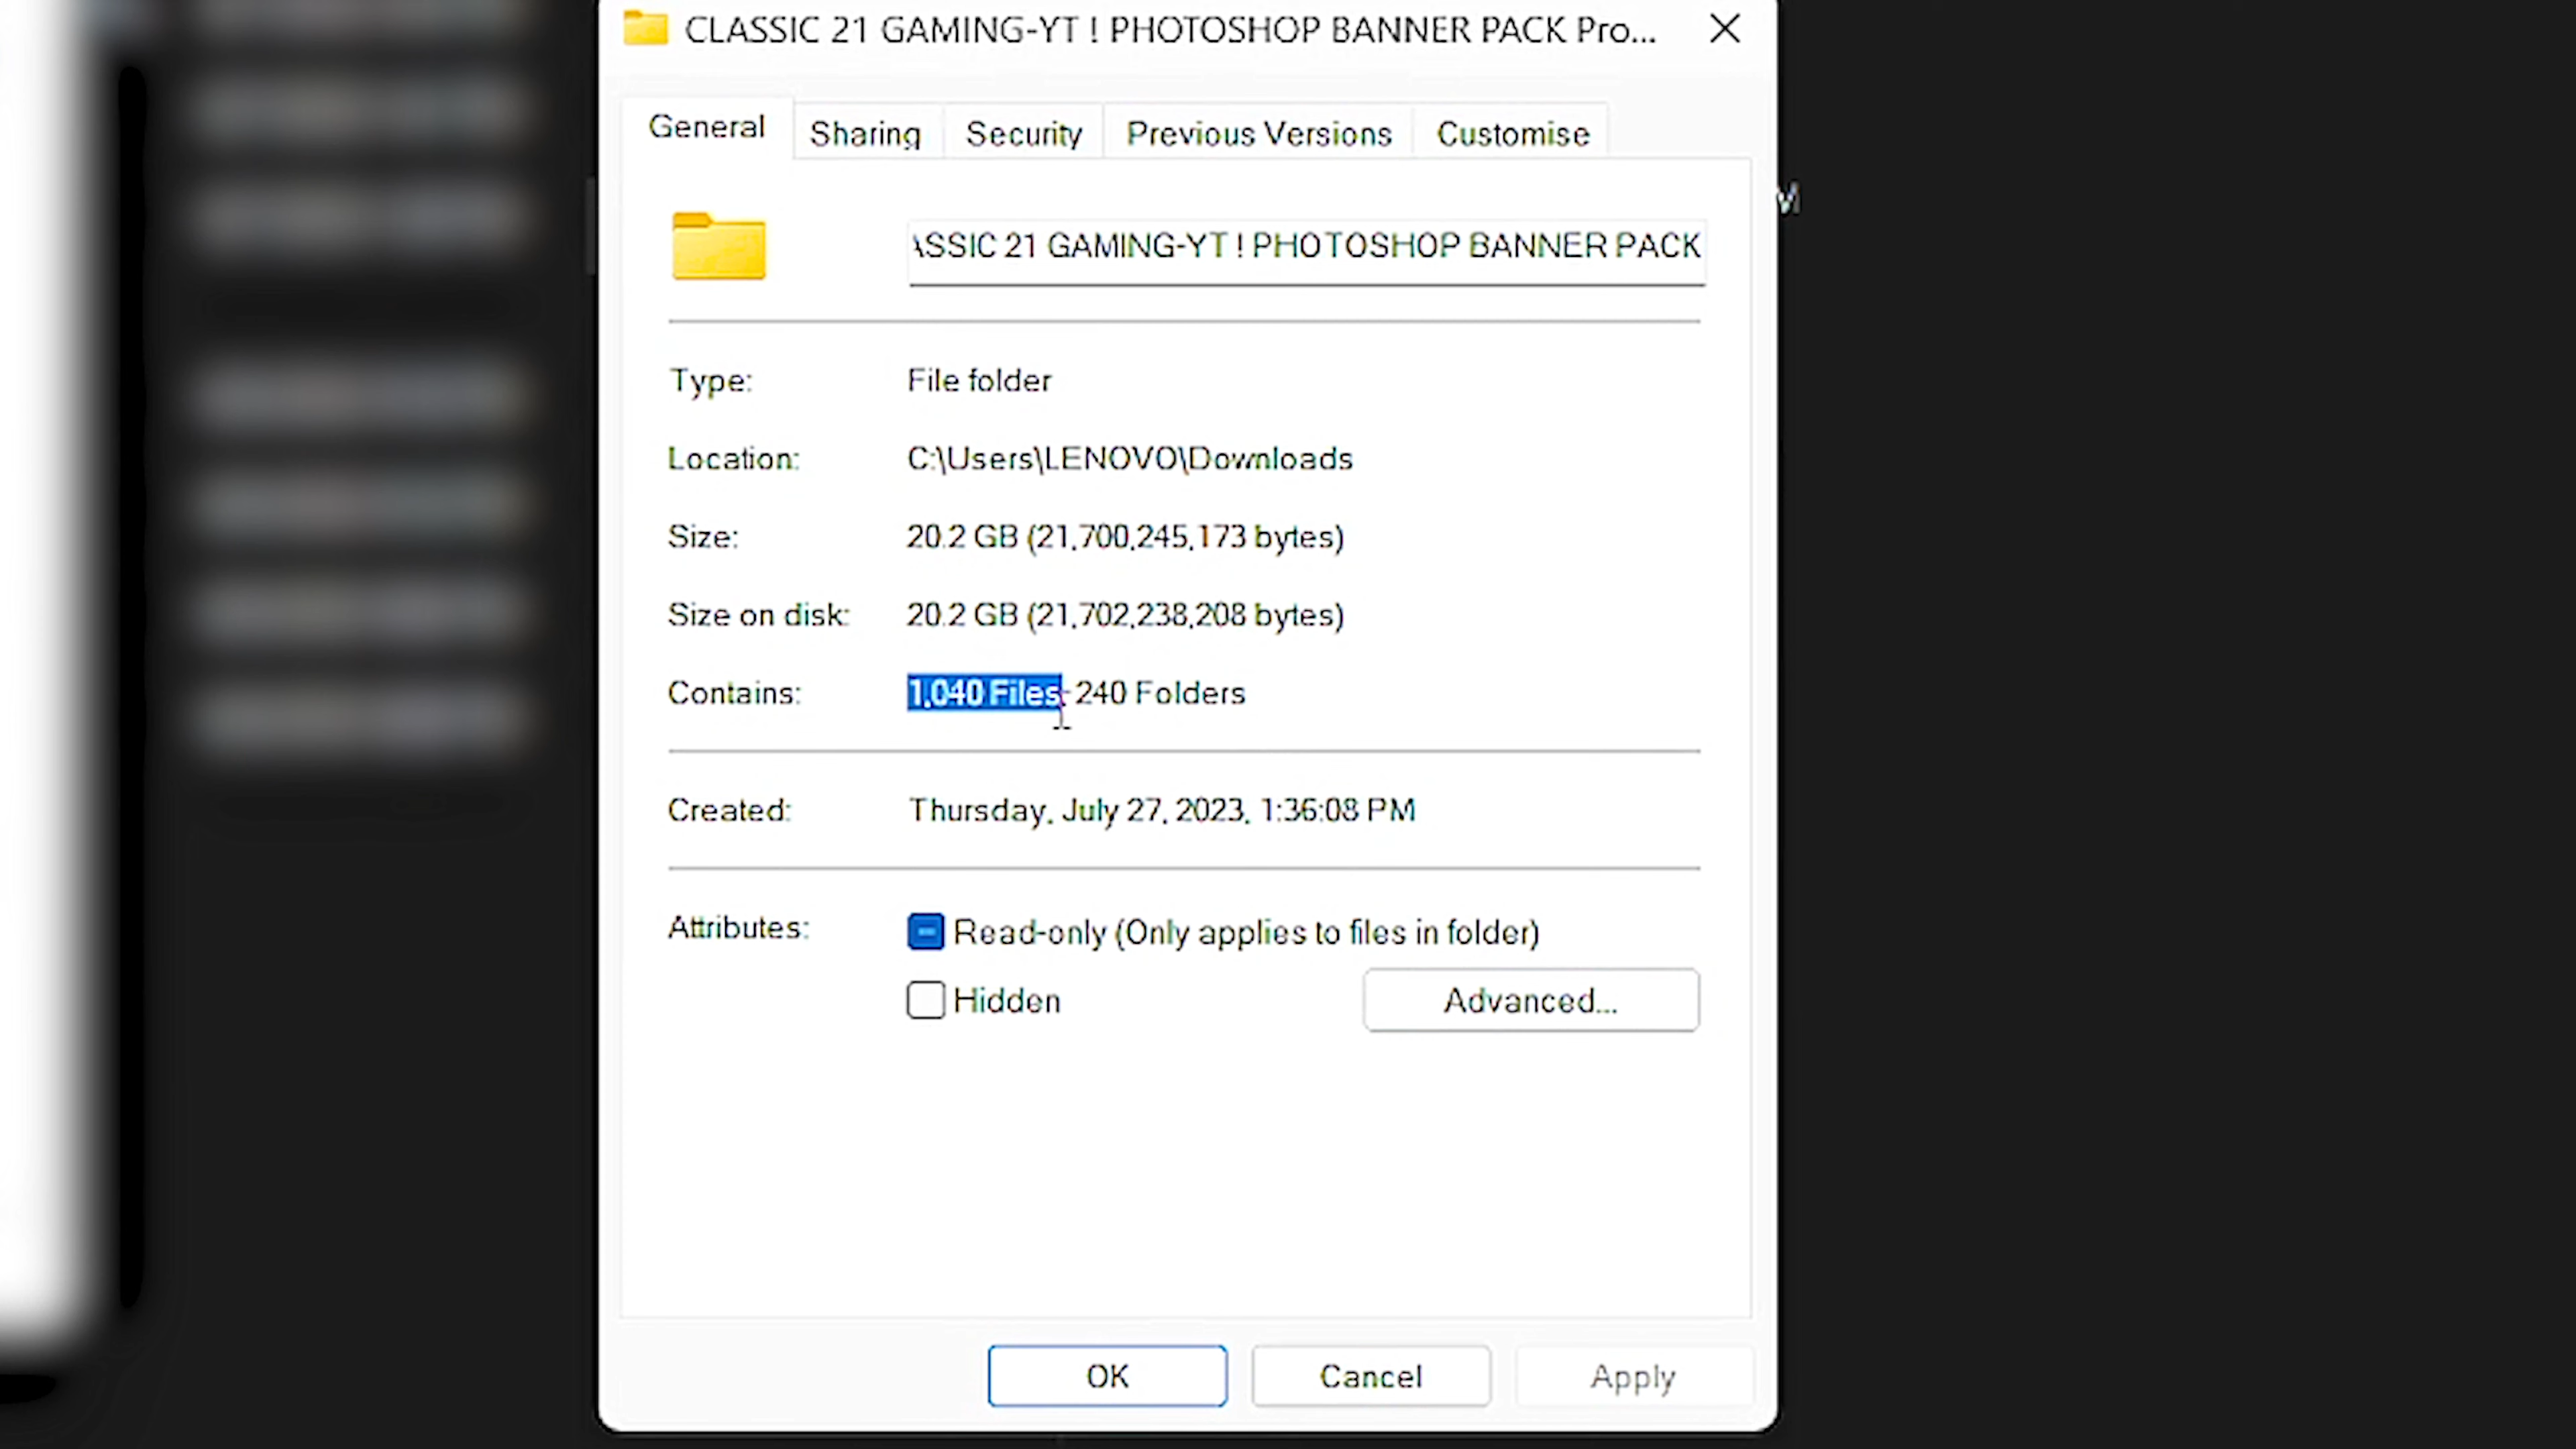 CLASSIC 21 GAMING-YT ! PHOTOSHOP BANNER PACK Pro...
General Sharing Security Previous Versions Customise
ASSIC 21 GAMING-YT ! PHOTOSHOP BANNER PACK
Type: File folder
Location: C:\Users\LENOVO\Downloads
Size: 20.2 GB (21,700,245,173 bytes)
Size on disk: 20.2 GB (21,702,238,208 bytes)
Contains: 1,040 Files, 240 Folders
Created: Thursday, July 27, 2023, 1:36:08 PM
Attributes: Read-only (Only applies to files in folder)
Hidden Advanced...
OK Cancel Apply